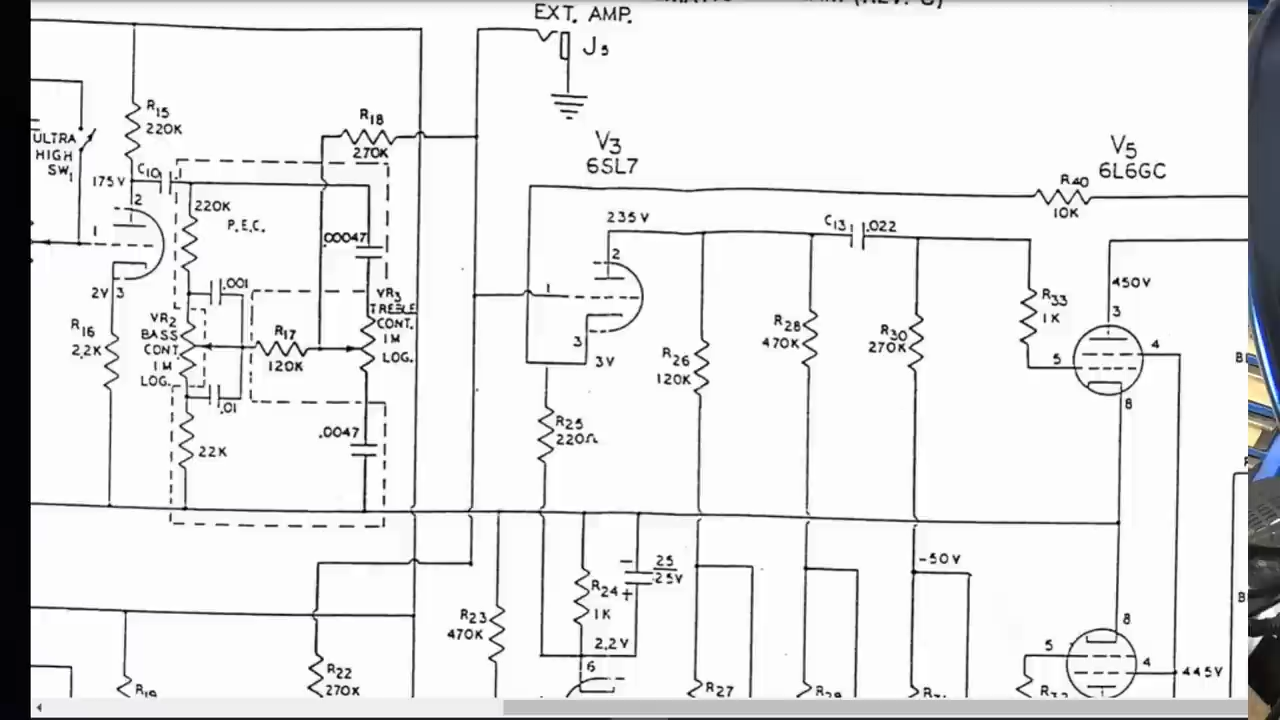 EXT. AMP.
J5
R15
220K
R18
270K
ULTRA
HIGH
SW1
C10
175V
2
220K
P.E.C.
.00047
1
2V 3
.001
V3
6SL7
V5
6L6GC
R40
10K
235V
C13 .022
2
1
3
3V
450V
3
4
5
8
R33
1K
R16
2.2K
VR2
BASS
CONT.
1M
LOG.
R17
120K
VR3
TREBLE
CONT.
1M
LOG.
.01
22K
.0047
R25
220Ω
R26
120K
R28
470K
R30
270K
-50V
R23
470K
R24
1K
25
25V
2.2V
6
R22
270K
R19
R27
8
5
4
445V